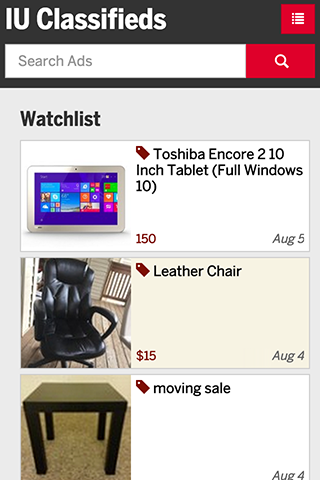 IU Classifieds
Search Ads
Watchlist
Toshiba Encore 2 10
Inch Tablet (Full Windows
10)
150
Aug 5
Leather Chair
$15
Aug 4
moving sale
Aug 4